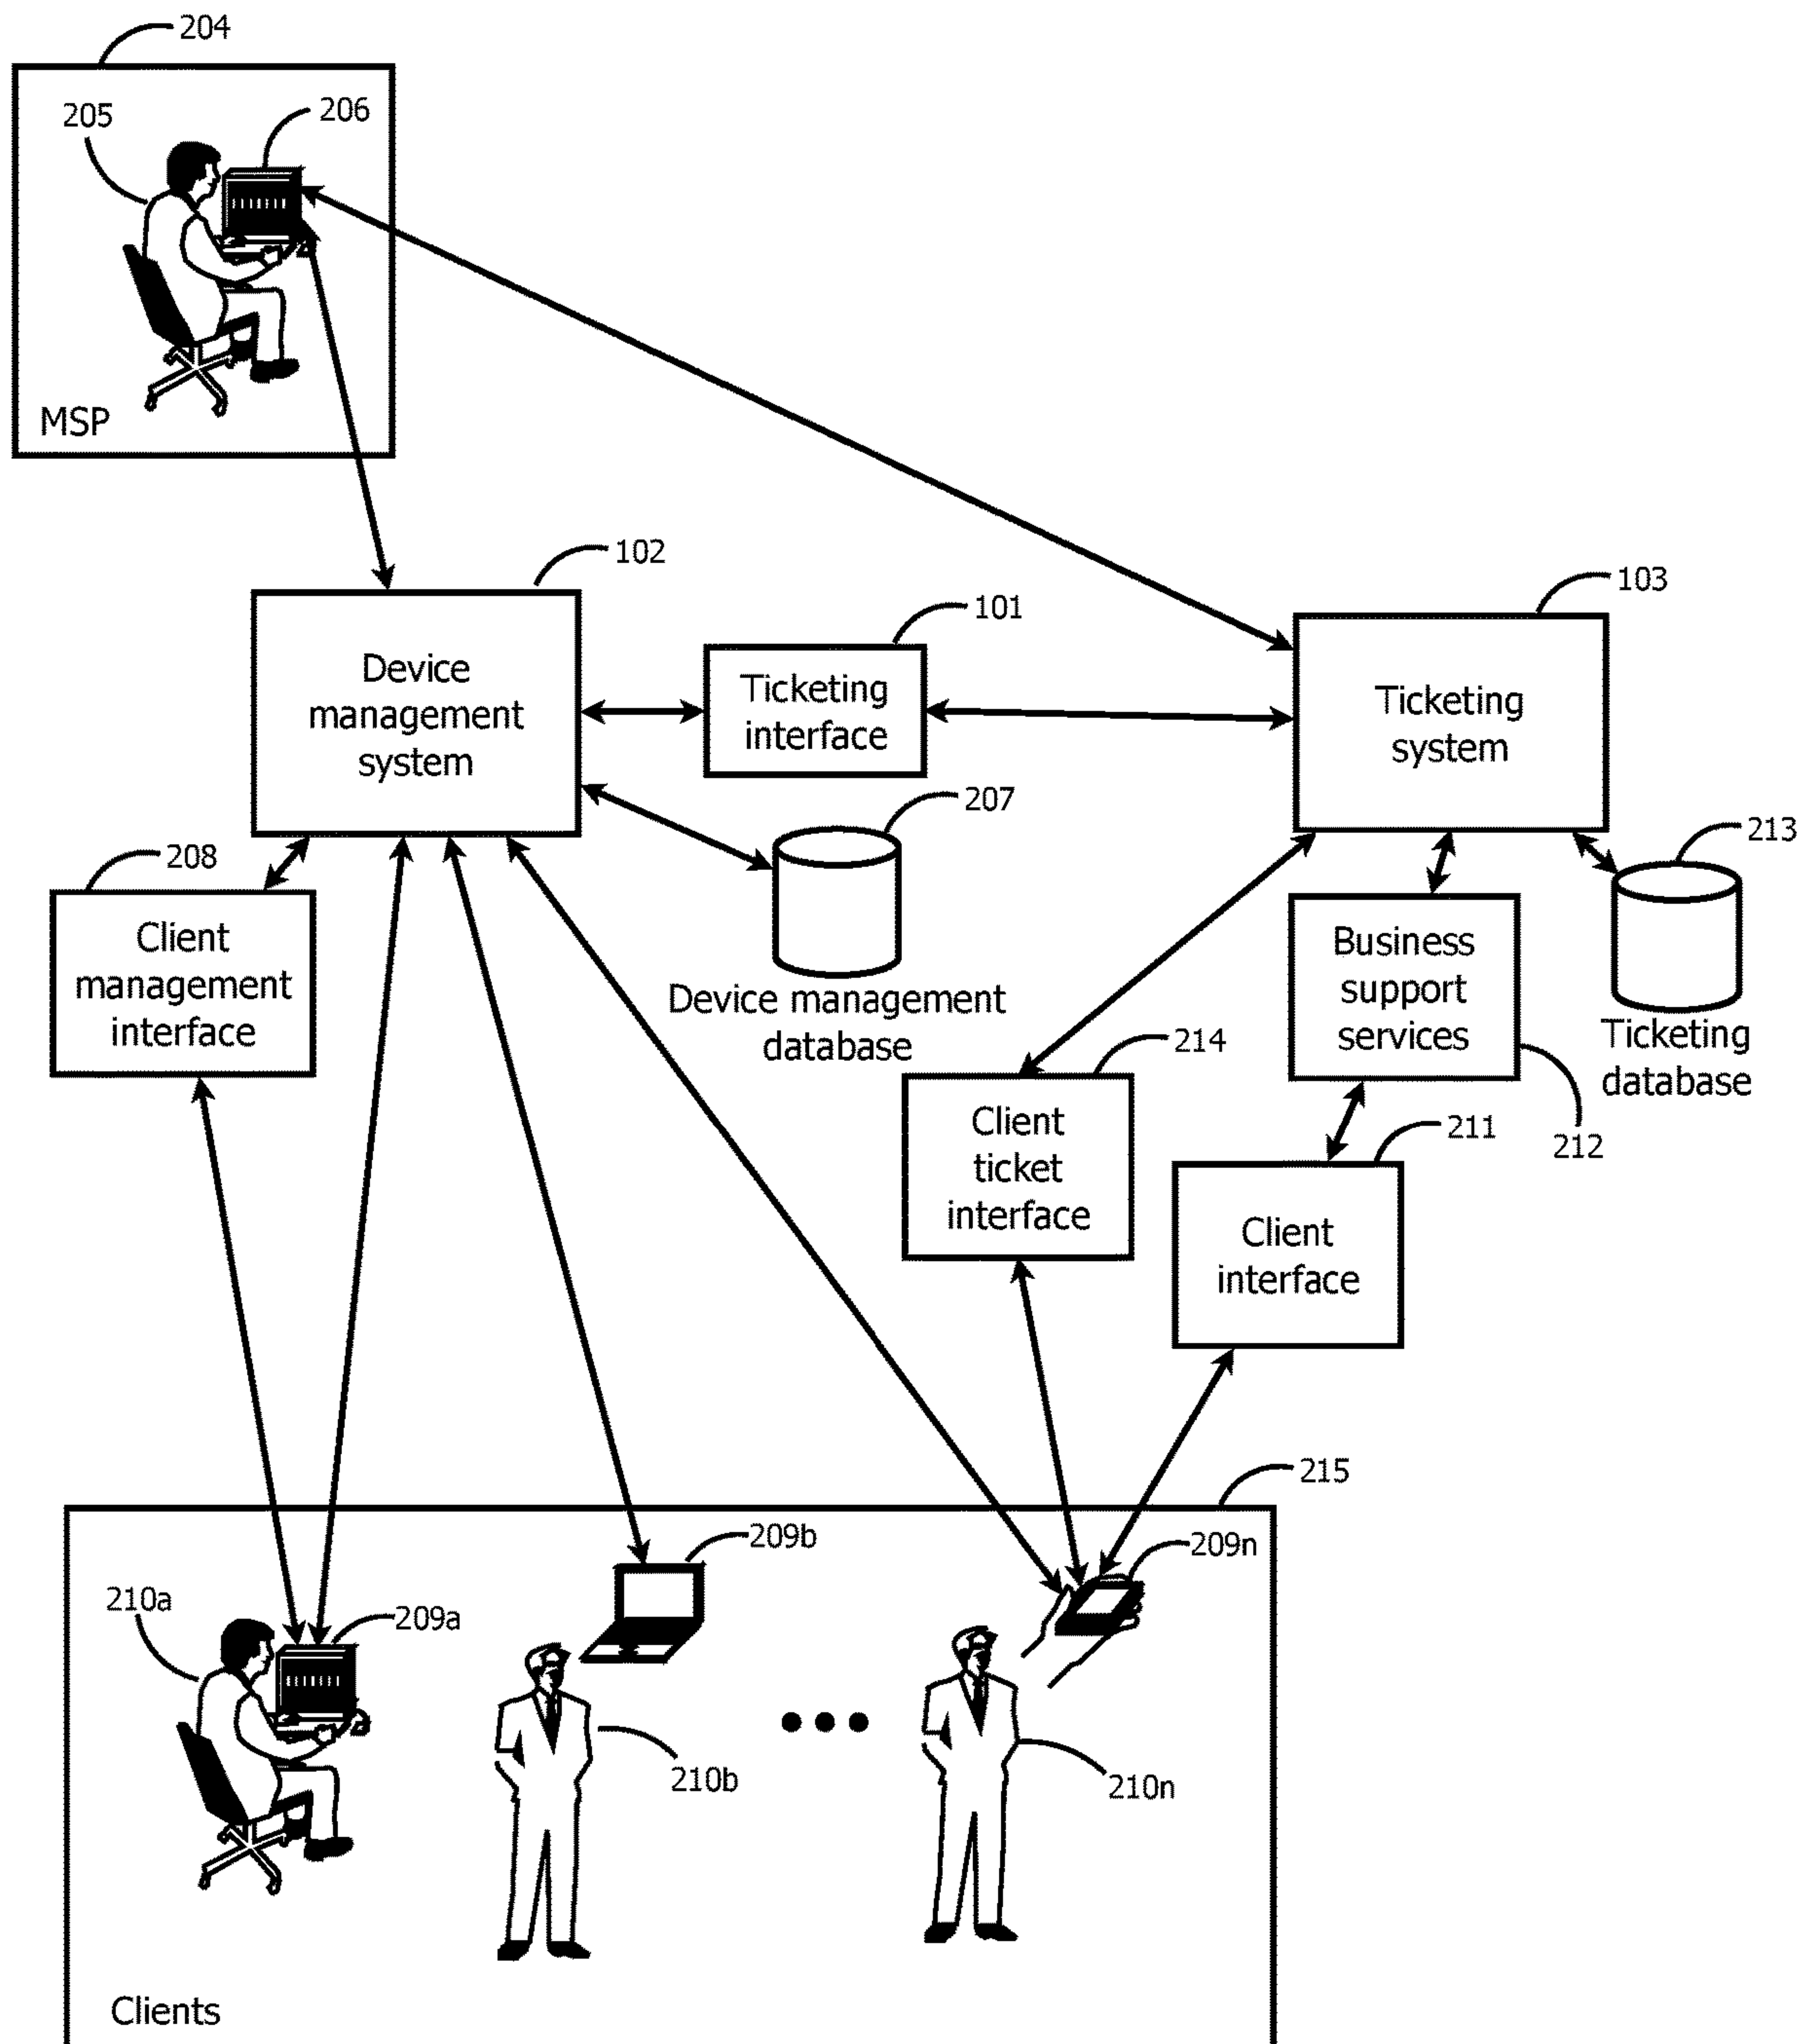 204
205
206
MSP
102
103
101
Device
management
system
Ticketing
interface
Ticketing
system
207
213
208
Client
management
interface
Business
support
services
Device management
database
Ticketing
database
214
211
212
Client
ticket
interface
Client
interface
215
209b
209n
210a
209a
210b
210n
Clients